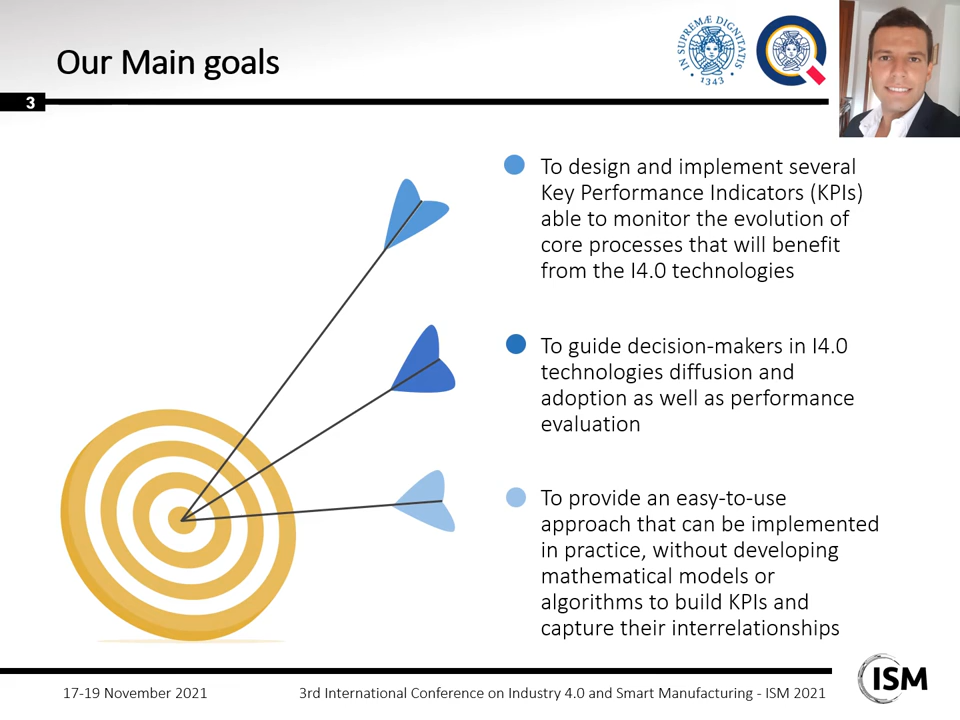 Our Main goals
IN SUPREMÆ DIGNITATIS
1343
3
To design and implement several
Key Performance Indicators (KPIs)
able to monitor the evolution of
core processes that will benefit
from the I4.0 technologies
To guide decision-makers in I4.0
technologies diffusion and
adoption as well as performance
evaluation
To provide an easy-to-use
approach that can be implemented
in practice, without developing
mathematical models or
algorithms to build KPIs and
capture their interrelationships
17-19 November 2021
3rd International Conference on Industry 4.0 and Smart Manufacturing - ISM 2021
ISM